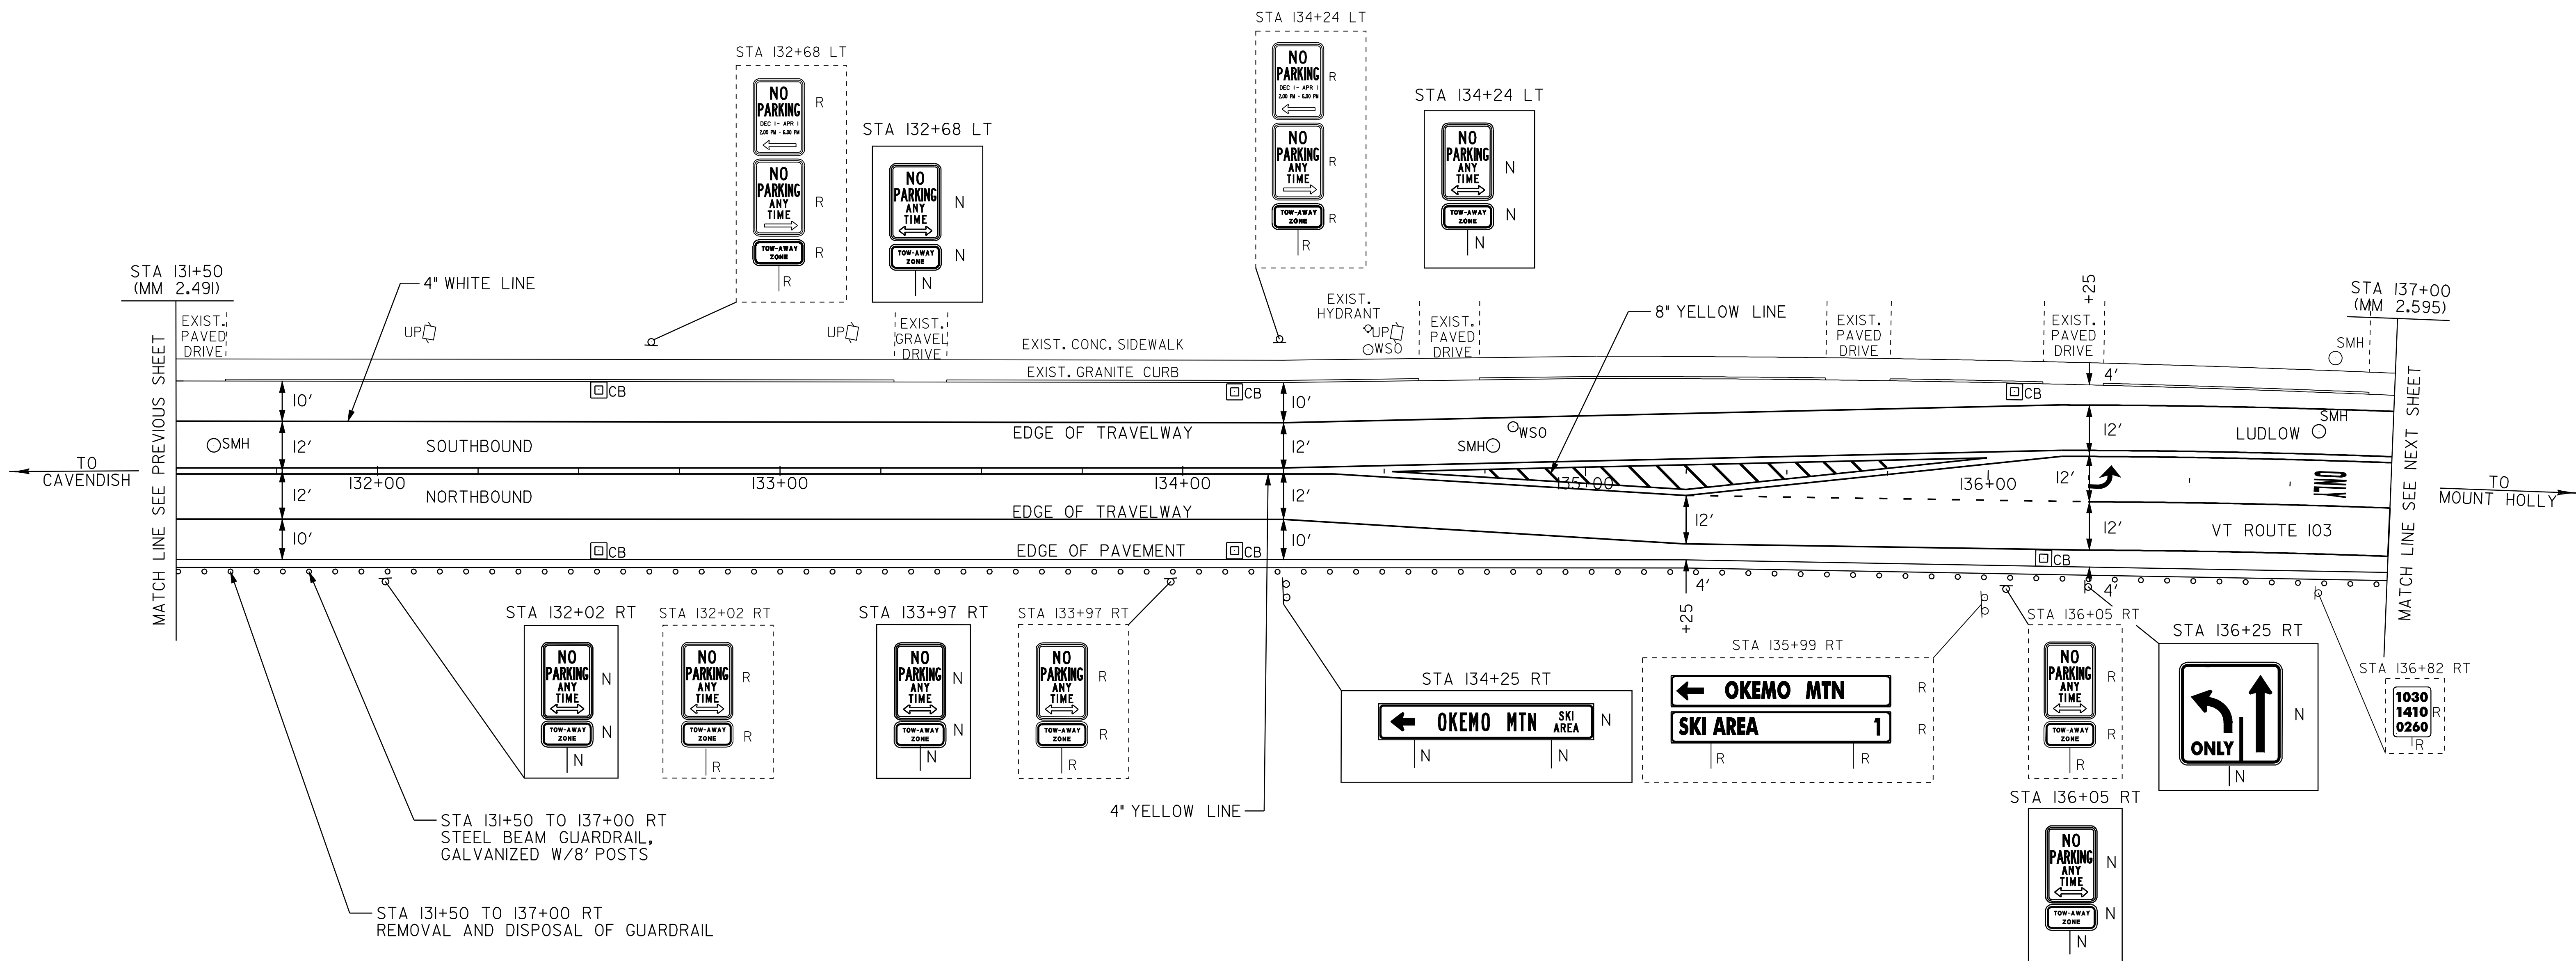 STA 134+24 LT
NO
PARKING
DEC 1- APR 1
2:00 PM - 6:00 PM
R
NO
PARKING
ANY
TIME
R
TOW-AWAY
ZONE
R
R
STA 132+68 LT
NO
PARKING
DEC 1- APR 1
2:00 PM - 6:00 PM
R
NO
PARKING
ANY
TIME
R
TOW-AWAY
ZONE
R
R
STA 132+68 LT
NO
PARKING
ANY
TIME
N
TOW-AWAY
ZONE
N
N
STA 134+24 LT
NO
PARKING
ANY
TIME
N
TOW-AWAY
ZONE
N
N
STA 131+50
(MM 2.491)
4" WHITE LINE
8" YELLOW LINE
+25
STA 137+00
(MM 2.595)
EXIST.
PAVED
DRIVE
UP
UP
EXIST.
GRAVEL
DRIVE
EXIST. CONC. SIDEWALK
EXIST. GRANITE CURB
EXIST.
HYDRANT
UP
WSO
EXIST.
PAVED
DRIVE
EXIST.
PAVED
DRIVE
EXIST.
PAVED
DRIVE
SMH
4'
MATCH LINE SEE PREVIOUS SHEET
MATCH LINE SEE NEXT SHEET
10'
CB
CB
10'
CB
SMH
SMH
12'
SOUTHBOUND
EDGE OF TRAVELWAY
12'
SMH
WSO
12'
LUDLOW
TO
CAVENDISH
132+00
133+00
134+00
135+00
136+00
12'
ONLY
TO
MOUNT HOLLY
12'
NORTHBOUND
EDGE OF TRAVELWAY
12'
12'
12'
VT ROUTE 103
10'
CB
EDGE OF PAVEMENT
CB
10'
CB
4'
4'
+25
STA 132+02 RT
NO
PARKING
ANY
TIME
N
TOW-AWAY
ZONE
N
N
STA 132+02 RT
NO
PARKING
ANY
TIME
R
TOW-AWAY
ZONE
R
R
STA 133+97 RT
NO
PARKING
ANY
TIME
N
TOW-AWAY
ZONE
N
N
STA 133+97 RT
NO
PARKING
ANY
TIME
R
TOW-AWAY
ZONE
R
R
STA 134+25 RT
OKEMO MTN SKI
AREA
N
N
N
STA 135+99 RT
OKEMO MTN
R
SKI AREA 1
R
R
R
STA 136+05 RT
NO
PARKING
ANY
TIME
R
TOW-AWAY
ZONE
R
R
STA 136+25 RT
ONLY
N
N
STA 136+82 RT
1030
1410
0260
R
R
STA 136+05 RT
NO
PARKING
ANY
TIME
N
TOW-AWAY
ZONE
N
N
4" YELLOW LINE
STA 131+50 TO 137+00 RT
STEEL BEAM GUARDRAIL,
GALVANIZED W/8' POSTS
STA 131+50 TO 137+00 RT
REMOVAL AND DISPOSAL OF GUARDRAIL